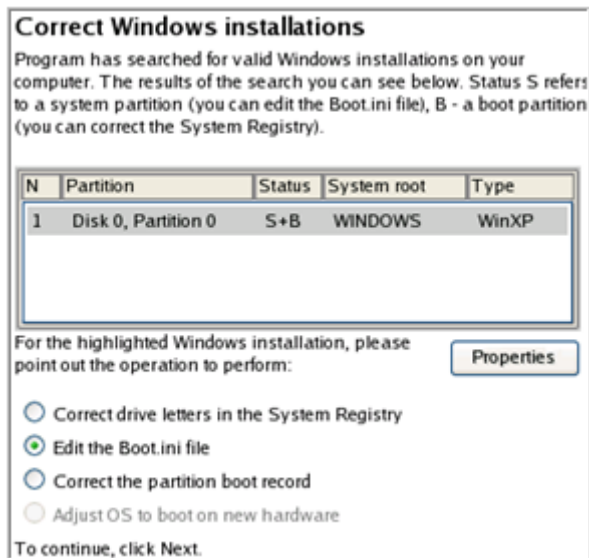 Correct Windows installations
Program has searched for valid Windows installations on your
computer. The results of the search you can see below. Status S refers
to a system partition (you can edit the Boot.ini file), B - a boot partition
(you can correct the System Registry).
N Partition Status System root Type
1 Disk 0, Partition 0 S+B WINDOWS WinXP
For the highlighted Windows installation, please
point out the operation to perform:
Properties
Correct drive letters in the System Registry
Edit the Boot.ini file
Correct the partition boot record
Adjust OS to boot on new hardware
To continue, click Next.